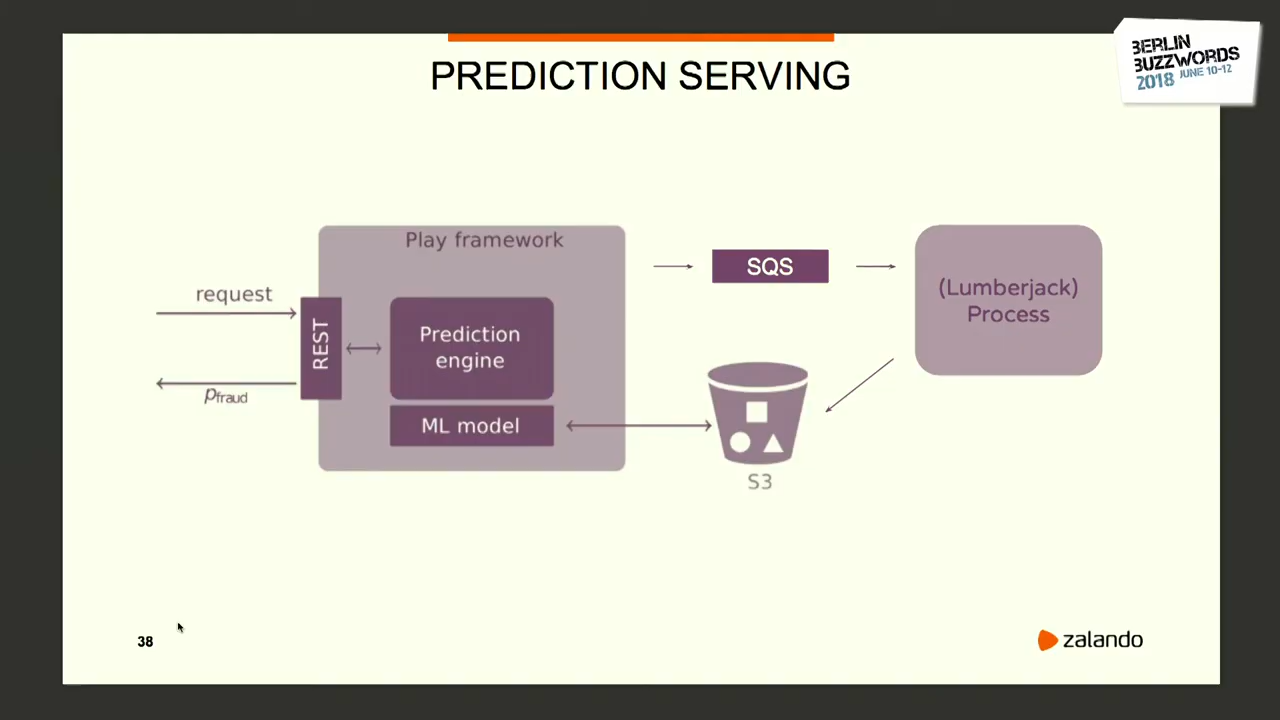 BERLIN
BUZZWORDS
2018 JUNE 10-12
PREDICTION SERVING
Play framework
request
REST
pfraud
Prediction
engine
ML model
SQS
(Lumberjack)
Process
S3
38
zalando